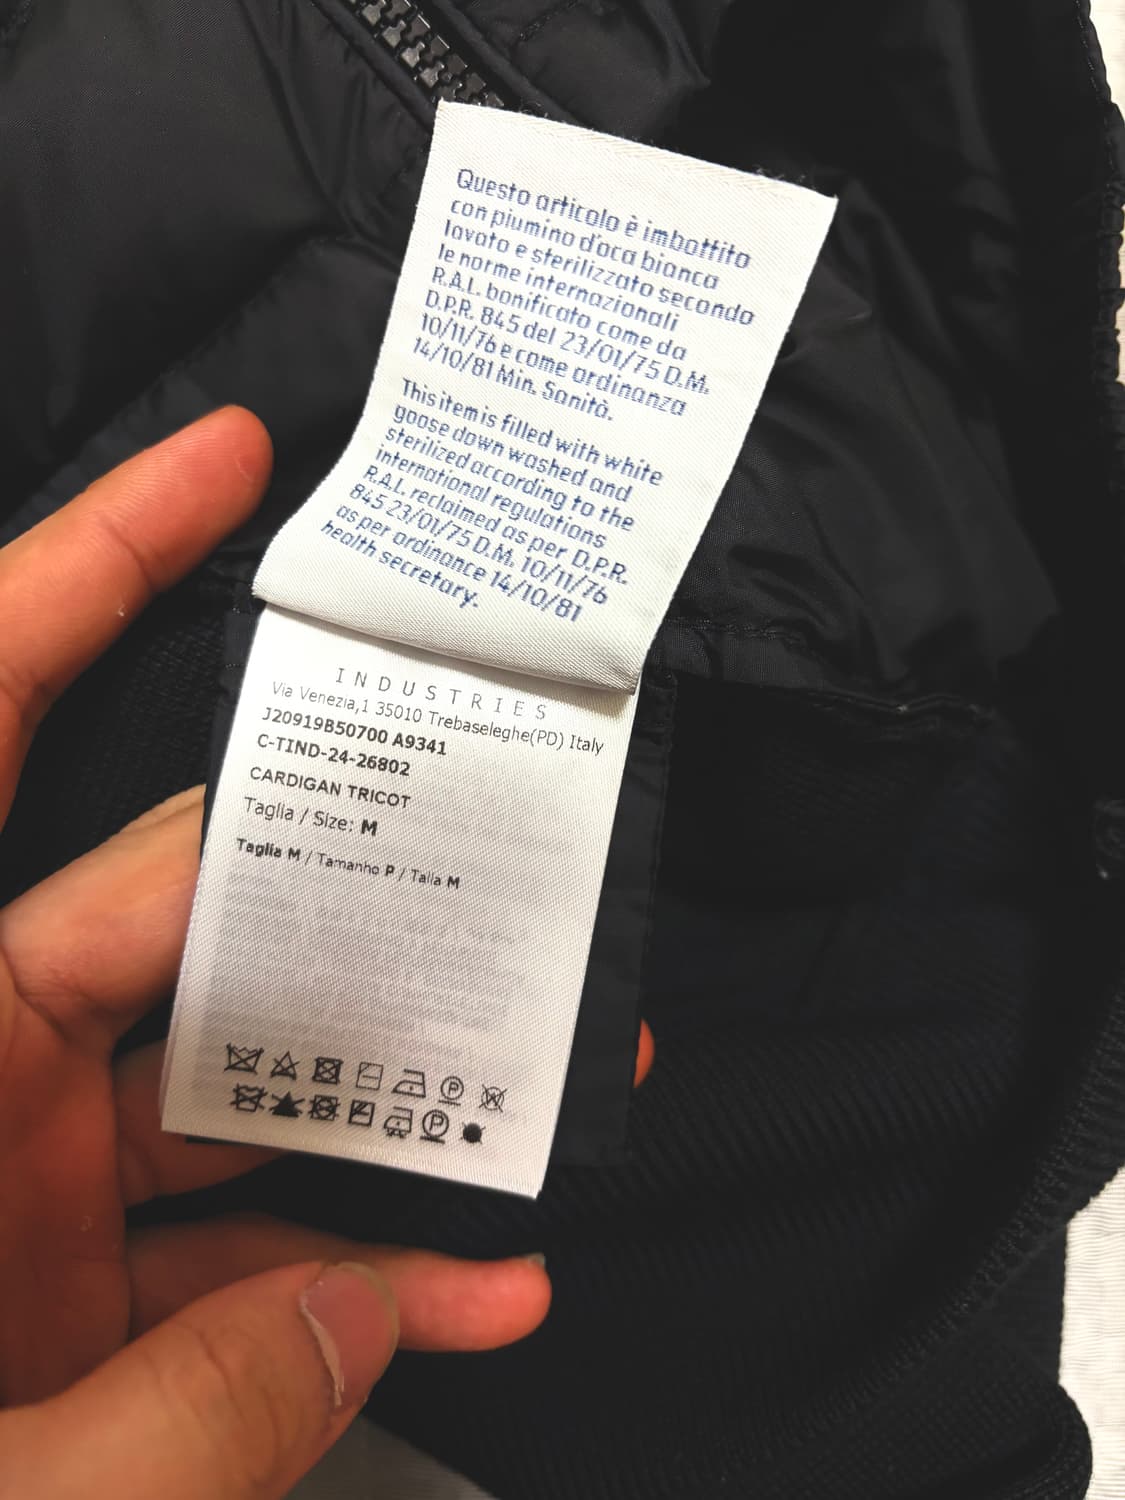 Questo articolo è imbottito
con piumino d'oca bianca
lavato e sterilizzato secondo
le norme internazionali
R.A.L. bonificato come da
D.P.R. 845 del 23/01/75 D.M.
10/11/76 e come ordinanza
14/10/81 Min. Sanità.
This item is filled with white
goose down washed and
sterilized according to the
international regulations
R.A.L. reclaimed as per D.P.R.
845 23/01/75 D.M. 10/11/76
as per ordinance 14/10/81
health secretary.
INDUSTRIES
Via Venezia,1 35010 Trebaseleghe(PD) Italy
J20919B50700 A9341
C-TIND-24-26802
CARDIGAN TRICOT
Taglia / Size: M
Taglia M / Tamanho P / Talla M